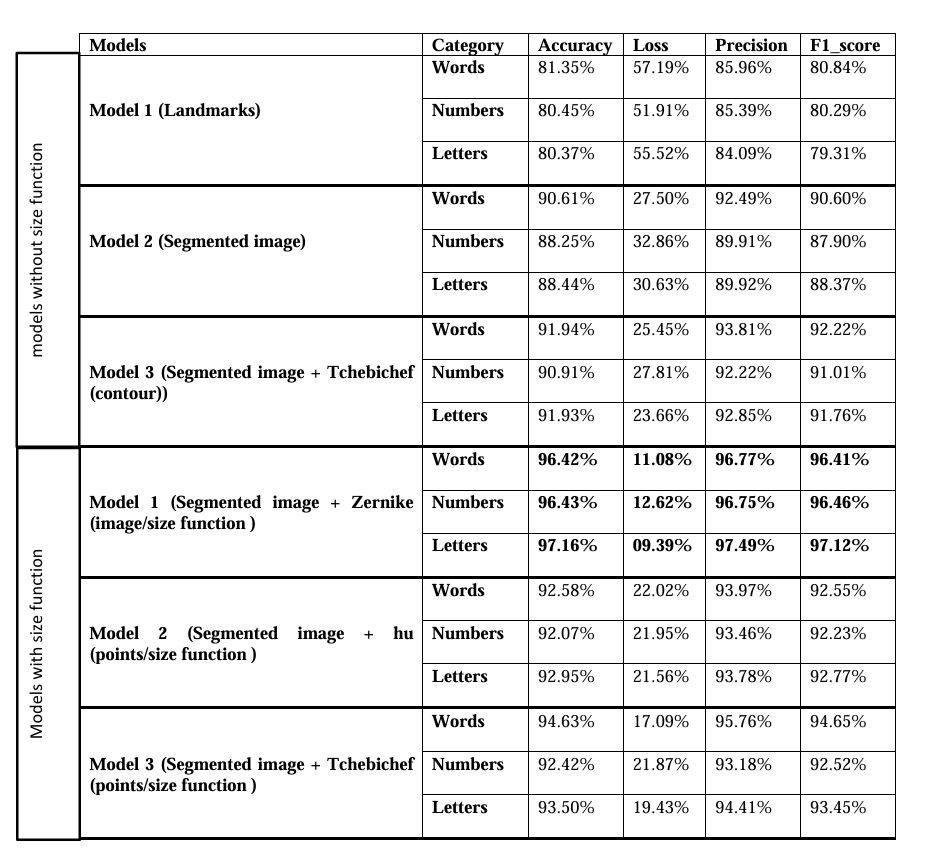 Models Category Accuracy Loss Precision F1_score
models without size function
Model 1 (Landmarks)
Words 81.35% 57.19% 85.96% 80.84%
Numbers 80.45% 51.91% 85.39% 80.29%
Letters 80.37% 55.52% 84.09% 79.31%
Model 2 (Segmented image)
Words 90.61% 27.50% 92.49% 90.60%
Numbers 88.25% 32.86% 89.91% 87.90%
Letters 88.44% 30.63% 89.92% 88.37%
Model 3 (Segmented image + Tchebichef
(contour))
Words 91.94% 25.45% 93.81% 92.22%
Numbers 90.91% 27.81% 92.22% 91.01%
Letters 91.93% 23.66% 92.85% 91.76%
Models with size function
Model 1 (Segmented image + Zernike
(image/size function )
Words 96.42% 11.08% 96.77% 96.41%
Numbers 96.43% 12.62% 96.75% 96.46%
Letters 97.16% 09.39% 97.49% 97.12%
Model 2 (Segmented image + hu
(points/size function )
Words 92.58% 22.02% 93.97% 92.55%
Numbers 92.07% 21.95% 93.46% 92.23%
Letters 92.95% 21.56% 93.78% 92.77%
Model 3 (Segmented image + Tchebichef
(points/size function )
Words 94.63% 17.09% 95.76% 94.65%
Numbers 92.42% 21.87% 93.18% 92.52%
Letters 93.50% 19.43% 94.41% 93.45%